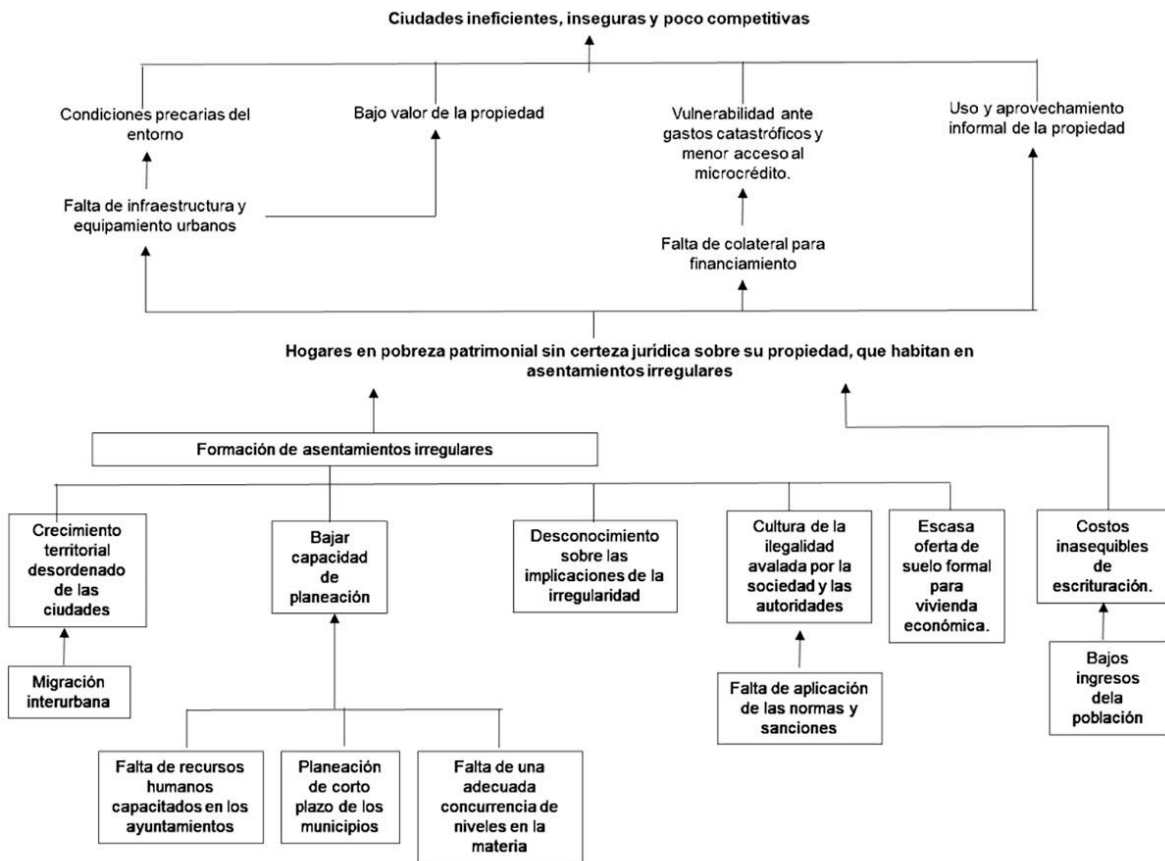 Ciudades ineficientes, inseguras y poco competitivas
Condiciones precarias del
entorno
Bajo valor de la propiedad
Vulnerabilidad ante
gastos catastróficos y
menor acceso al
microcrédito.
Uso y aprovechamiento
informal de la propiedad
Falta de infraestructura y
equipamiento urbanos
Falta de colateral para
financiamiento
Hogares en pobreza patrimonial sin certeza jurídica sobre su propiedad, que habitan en
asentamientos irregulares
Formación de asentamientos irregulares
Crecimiento
territorial
desordenado
de las
ciudades
Bajar
capacidad
de
planeación
Desconocimiento
sobre las
implicaciones de la
irregularidad
Cultura de la
ilegalidad
avalada por la
sociedad y las
autoridades
Escasa
oferta de
suelo formal
para
vivienda
económica.
Costos
inasequibles
de
escrituración.
Migración
interurbana
Falta de aplicación
de las normas y
sanciones
Bajos
ingresos
dela
población
Falta de recursos
humanos
capacitados en los
ayuntamientos
Planeación
de corto
plazo de los
municipios
Falta de una
adecuada
concurrencia de
niveles en la
materia